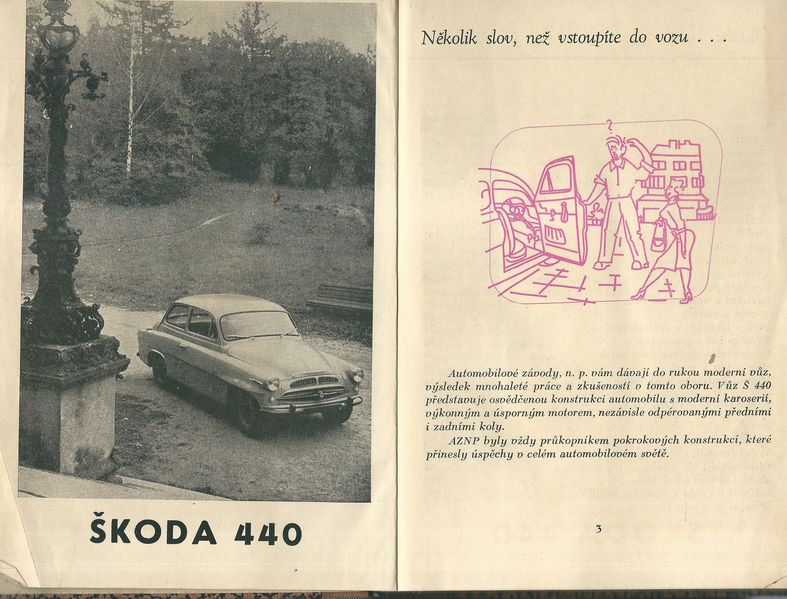 ŠKODA 440
Několik slov, než vstoupíte do vozu . . .
?
Automobilové závody, n. p. vám dávají do rukou moderní vůz,
výsledek mnohaleté práce a zkušeností v tomto oboru. Vůz Š 440
představuje osvědčenou konstrukci automobilu s moderní karoserií,
výkonným a úsporným motorem, nezávisle odpérovanými předními
i zadními koly.
AZNP byly vždy průkopníkem pokrokových konstrukcí, které
přinesly úspěchy v celém automobilovém světě.
3